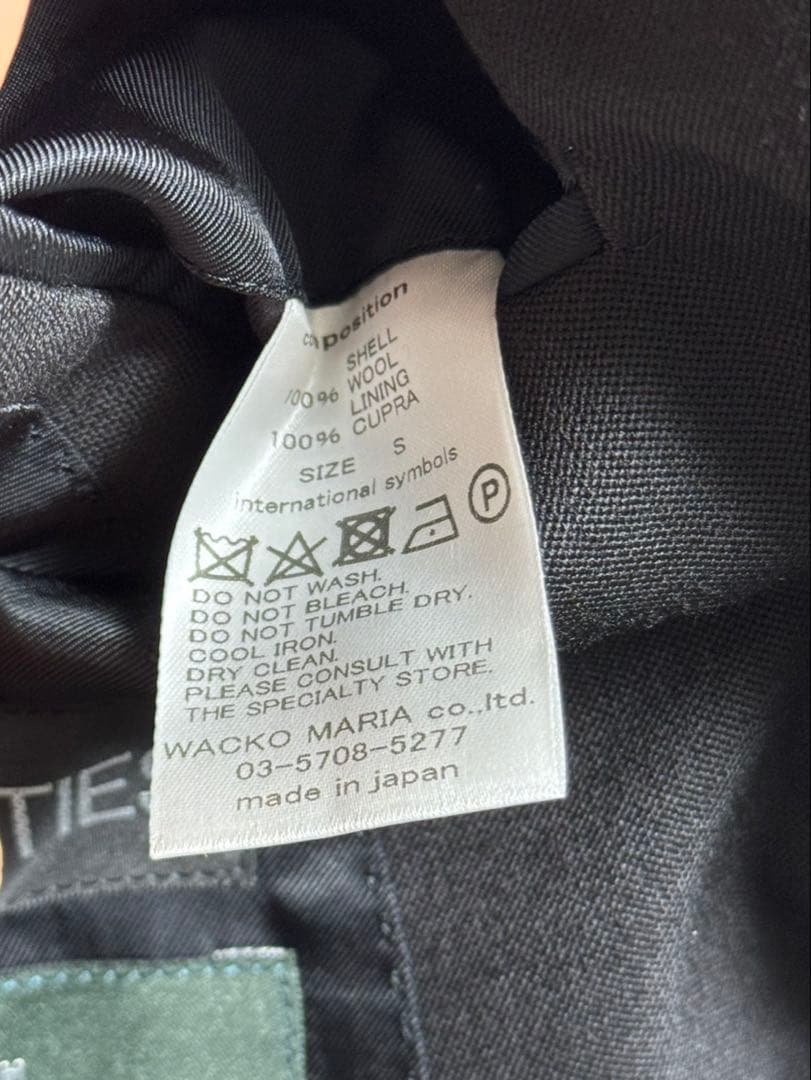 composition
SHELL
100% WOOL
LINING
100% CUPRA
SIZE S
international symbols
P
DO NOT WASH.
DO NOT BLEACH.
DO NOT TUMBLE DRY.
COOL IRON.
DRY CLEAN.
PLEASE CONSULT WITH
THE SPECIALTY STORE.
WACKO MARIA co.,ltd.
03-5708-5277
made in japan
TIES